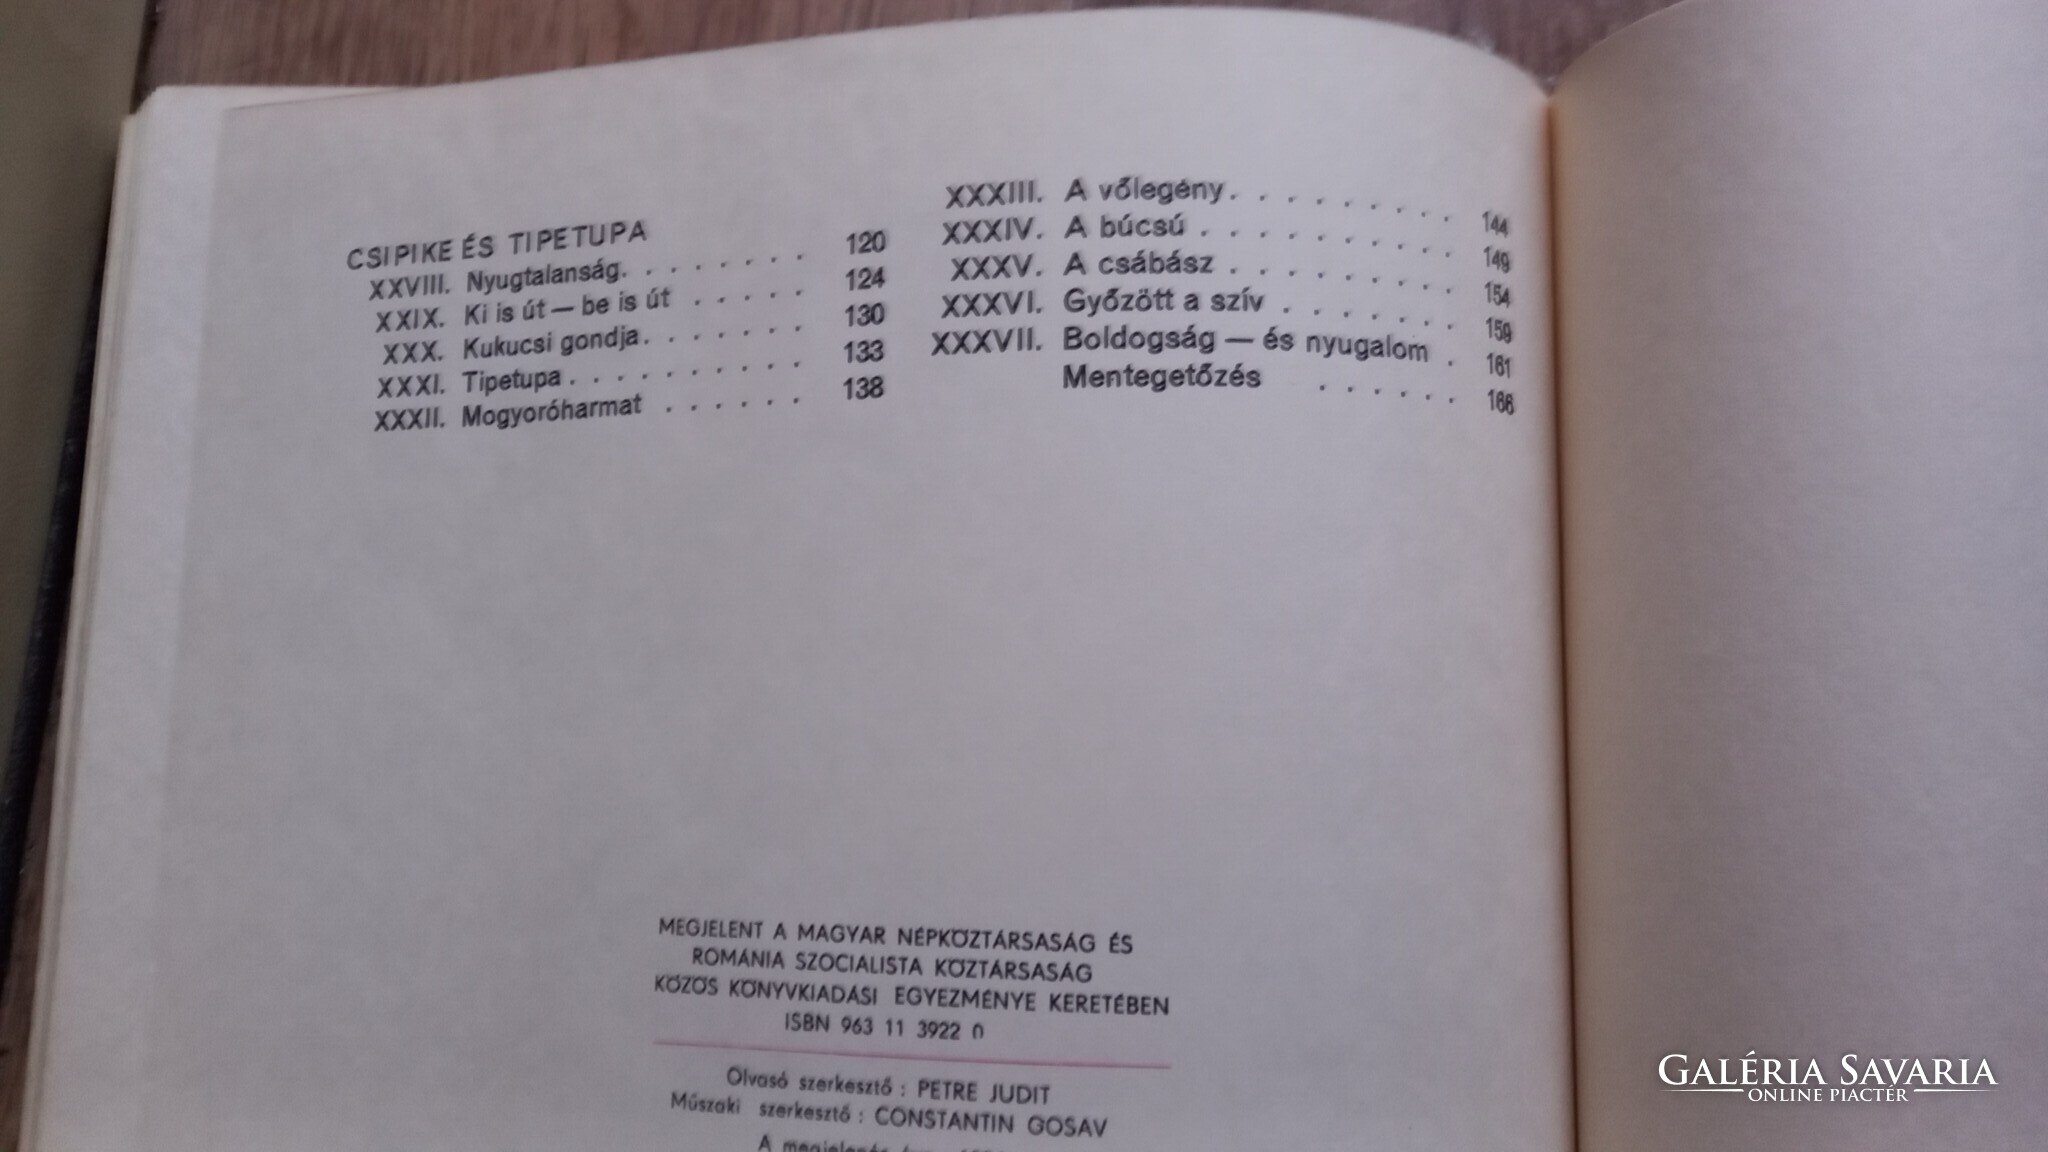 CSIPIKE ÉS TIPETUPA
XXVIII. Nyugtalanság. . . . . . . . 120
XXIX. Ki is út — be is út . . . . . 124
XXX. Kukucsi gondja. . . . . . . 130
XXXI. Tipetupa . . . . . . . . . . 133
XXXII. Mogyoróharmat . . . . . . 138
XXXIII. A vőlegény. . . . . . . . . 144
XXXIV. A búcsú . . . . . . . . . . 149
XXXV. A csábász . . . . . . . . . 154
XXXVI. Győzött a szív . . . . . . . 159
XXXVII. Boldogság — és nyugalom . 161
Mentegetőzés . . . . . . 166
MEGJELENT A MAGYAR NÉPKÖZTÁRSASÁG ÉS
ROMÁNIA SZOCIALISTA KÖZTÁRSASÁG
KÖZÖS KÖNYVKIADÁSI EGYEZMÉNYE KERETÉBEN
ISBN 963 11 3922 0
Olvasó szerkesztő : PETRE JUDIT
Műszaki szerkesztő : CONSTANTIN GOSAV
A megjelenés
GALÉRIA SAVARIA
ONLINE PIACTÉR